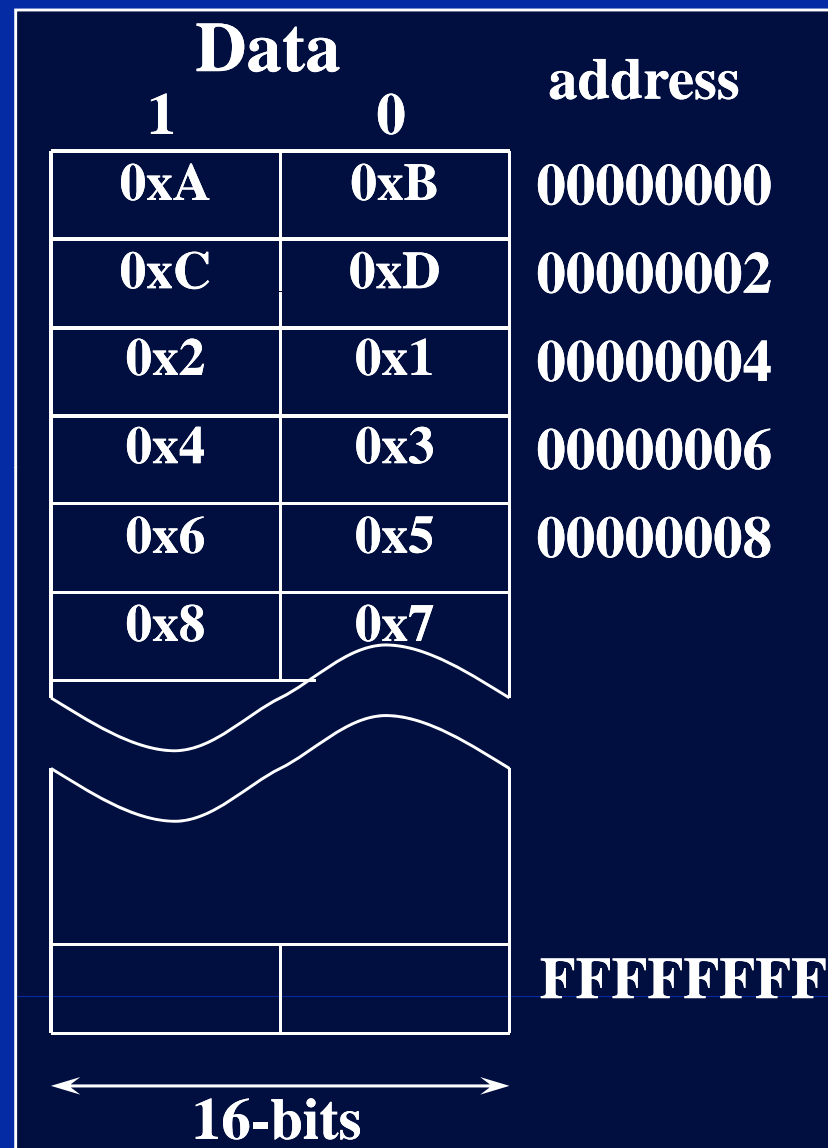 Data
address
1 0
0xA 0xB 00000000
0xC 0xD 00000002
0x2 0x1 00000004
0x4 0x3 00000006
0x6 0x5 00000008
0x8 0x7
FFFFFFFF
16-bits